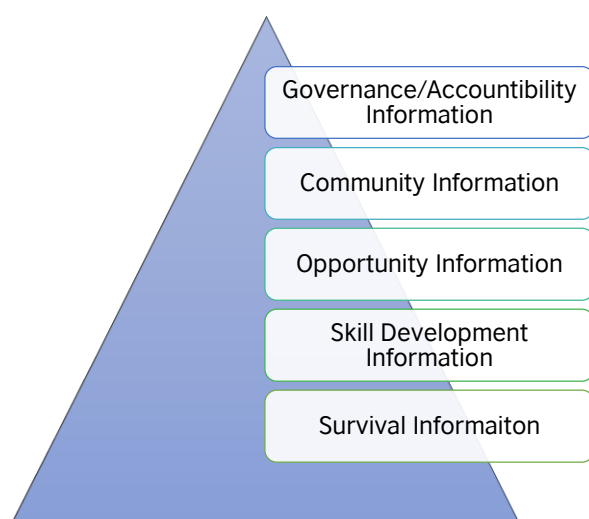 Governance/Accountibility
Information
Community Information
Opportunity Information
Skill Development
Information
Survival Informaiton